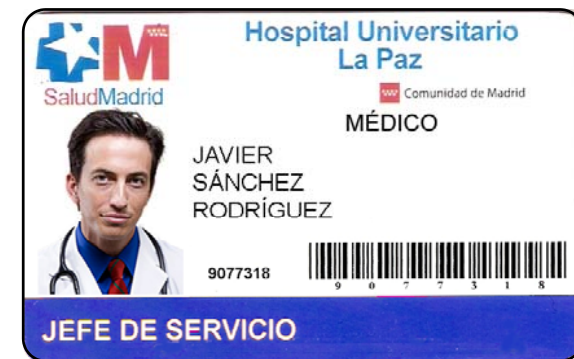 Hospital Universitario
La Paz
SaludMadrid
Comunidad de Madrid
MÉDICO
JAVIER
SÁNCHEZ
RODRÍGUEZ
9077318
9 0 7 7 3 1 8
JEFE DE SERVICIO